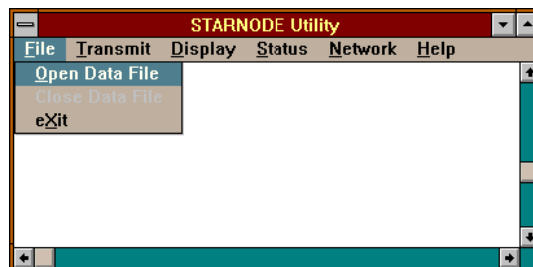 STARNODE Utility
File Transmit Display Status Network Help
Open Data File
Close Data File
eXit